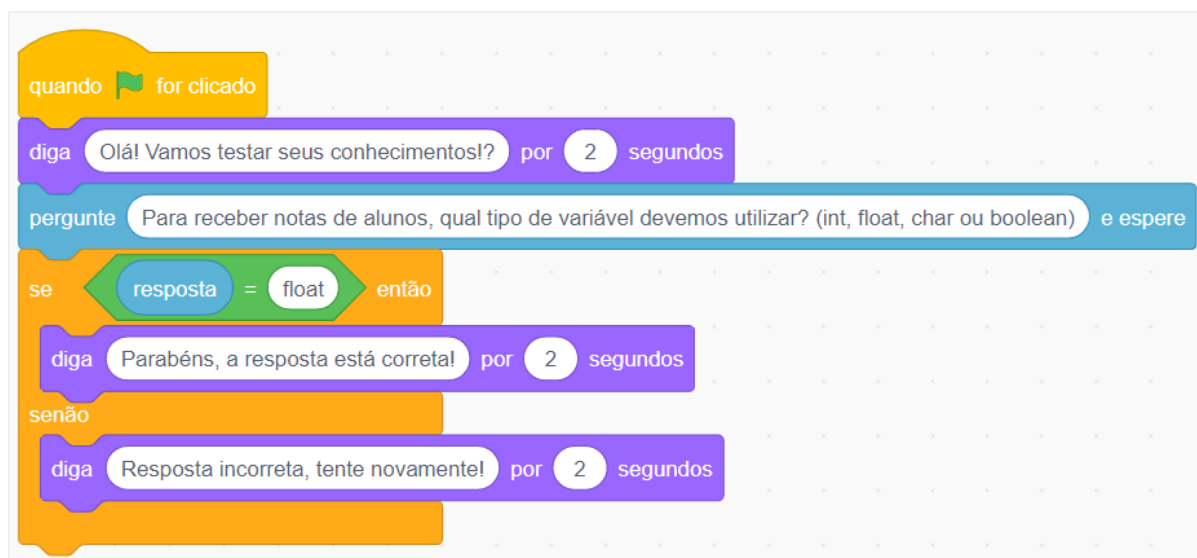 quando for clicado
diga Olá! Vamos testar seus conhecimentos!? por 2 segundos
pergunte Para receber notas de alunos, qual tipo de variável devemos utilizar? (int, float, char ou boolean) e espere
se resposta = float então
diga Parabéns, a resposta está correta! por 2 segundos
senão
diga Resposta incorreta, tente novamente! por 2 segundos